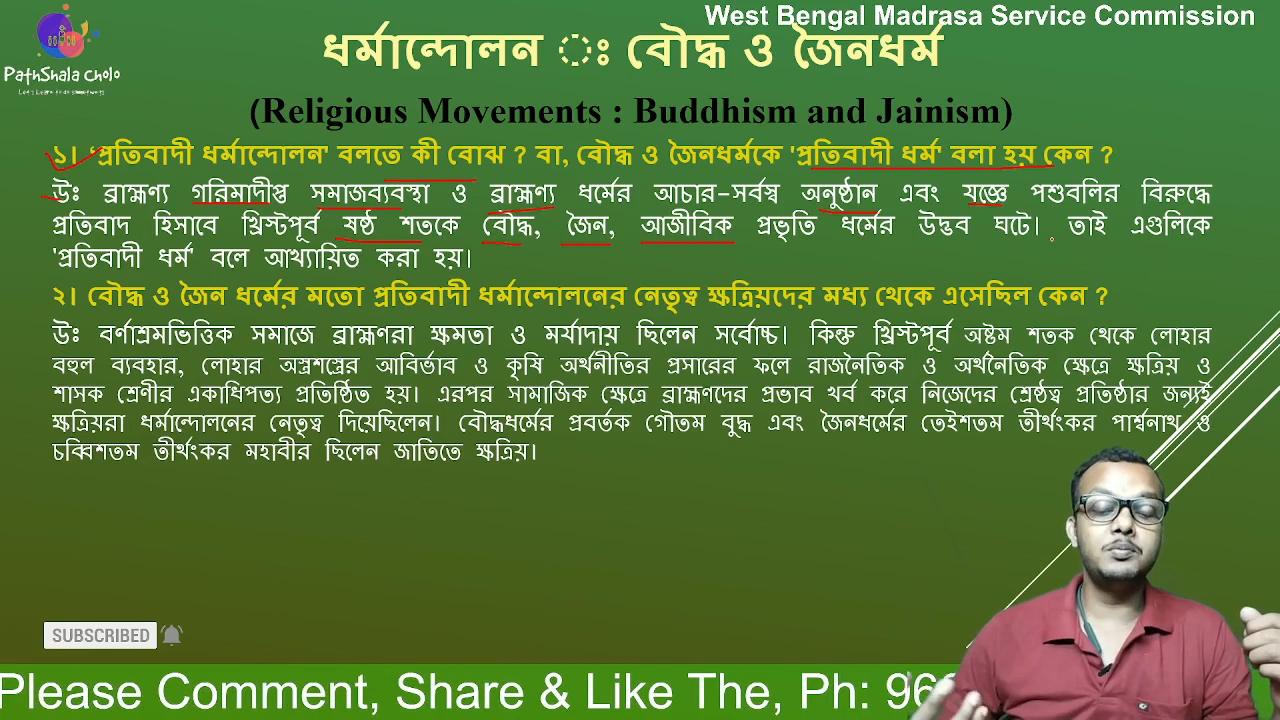 West Bengal Madrasa Service Commission
PathShala Cholo
ধর্মান্দোলন ঃ বৌদ্ধ ও জৈনধর্ম
(Religious Movements : Buddhism and Jainism)
১। 'প্রতিবাদী ধর্মান্দোলন' বলতে কী বোঝ ? বা, বৌদ্ধ ও জৈনধর্মকে 'প্রতিবাদী ধর্ম' বলা হয় কেন ?
উঃ ব্রাহ্মণ্য গরিমাদীপ্ত সমাজব্যবস্থা ও ব্রাহ্মণ্য ধর্মের আচার-সর্বস্ব অনুষ্ঠান এবং যজ্ঞে পশুবলির বিরুদ্ধে
প্রতিবাদ হিসাবে খ্রিস্টপূর্ব ষষ্ঠ শতকে বৌদ্ধ, জৈন, আজীবিক প্রভৃতি ধর্মের উদ্ভব ঘটে। তাই এগুলিকে
'প্রতিবাদী ধর্ম' বলে আখ্যায়িত করা হয়।
২। বৌদ্ধ ও জৈন ধর্মের মতো প্রতিবাদী ধর্মান্দোলনের নেতৃত্ব ক্ষত্রিয়দের মধ্য থেকে এসেছিল কেন ?
উঃ বর্ণাশ্রমভিত্তিক সমাজে ব্রাহ্মণরা ক্ষমতা ও মর্যাদায় ছিলেন সর্বোচ্চ। কিন্তু খ্রিস্টপূর্ব অষ্টম শতক থেকে লোহার
বহুল ব্যবহার, লোহার অস্ত্রশস্ত্রের আবির্ভাব ও কৃষি অর্থনীতির প্রসারের ফলে রাজনৈতিক ও অর্থনৈতিক ক্ষেত্রে ক্ষত্রিয় ও
শাসক শ্রেণীর একাধিপত্য প্রতিষ্ঠিত হয়। এরপর সামাজিক ক্ষেত্রে ব্রাহ্মণদের প্রভাব খর্ব করে নিজেদের শ্রেষ্ঠত্ব প্রতিষ্ঠার জন্যই
ক্ষত্রিয়রা ধর্মান্দোলনের নেতৃত্ব দিয়েছিলেন। বৌদ্ধধর্মের প্রবর্তক গৌতম বুদ্ধ এবং জৈনধর্মের তেইশতম তীর্থংকর পার্শ্বনাথ ও
চব্বিশতম তীর্থংকর মহাবীর ছিলেন জাতিতে ক্ষত্রিয়।
SUBSCRIBED
Please Comment, Share & Like The, Ph: 96